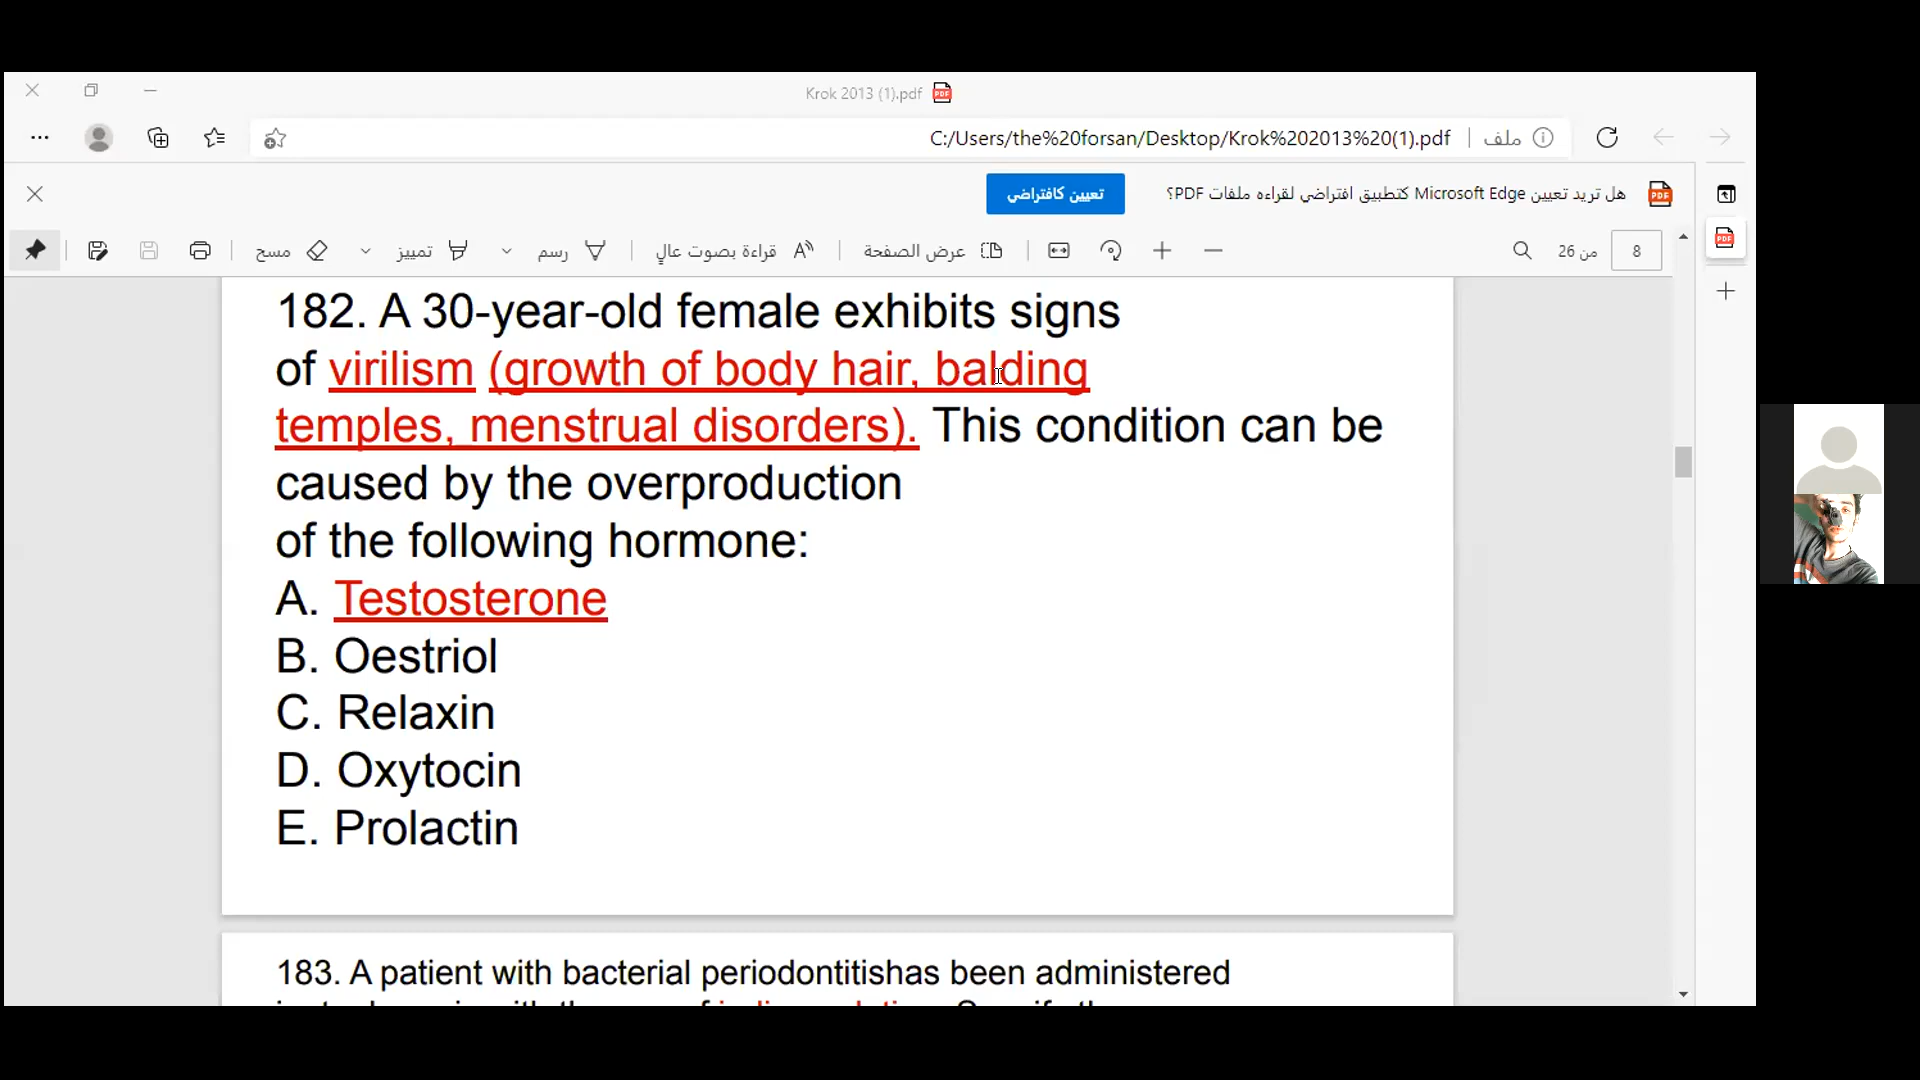 Krok 2013 (1).pdf
C:/Users/the%20forsan/Desktop/Krok%202013%20(1).pdf | ملف
هل تريد تعيين Microsoft Edge كتطبيق افتراضي لقراءه ملفات PDF؟
تعيين كافتراضي
8 من 26
عرض الصفحة
قراءة بصوت عالٍ
رسم
تمييز
مسح
182. A 30-year-old female exhibits signs
of virilism (growth of body hair, balding
temples, menstrual disorders). This condition can be
caused by the overproduction
of the following hormone:
A. Testosterone
B. Oestriol
C. Relaxin
D. Oxytocin
E. Prolactin
183. A patient with bacterial periodontitishas been administered